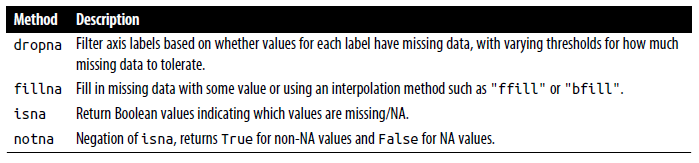 Method Description
dropna Filter axis labels based on whether values for each label have missing data, with varying thresholds for how much
missing data to tolerate.
fillna Fill in missing data with some value or using an interpolation method such as "ffill" or "bfill".
isna Return Boolean values indicating which values are missing/NA.
notna Negation of isna, returns True for non-NA values and False for NA values.